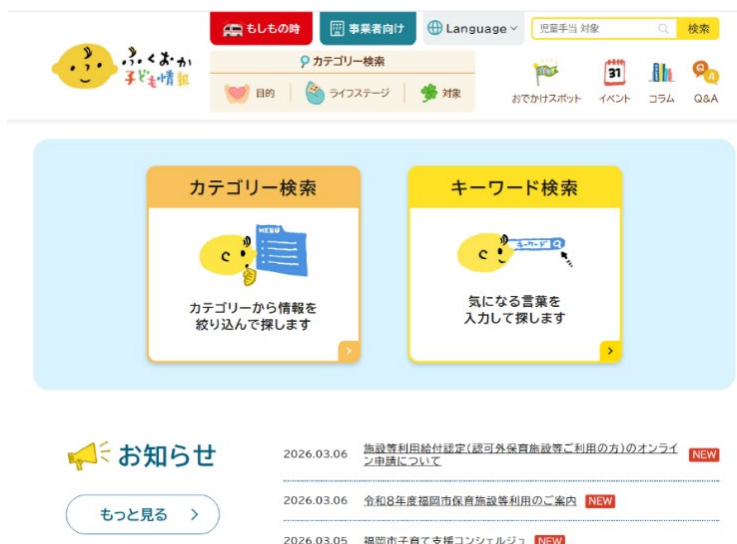 もしもの時
事業者向け
Language
児童手当 対象
検索
ふくおか
子ども情報
カテゴリー検索
目的
ライフステージ
対象
31
Q
A
おでかけスポット
イベント
コラム
Q&A
カテゴリー検索
MENU
カテゴリーから情報を
絞り込んで探します
キーワード検索
キーワード
気になる言葉を
入力して探します
お知らせ
もっと見る
2026.03.06 施設等利用給付認定(認可外保育施設等ご利用の方)のオンライ
ン申請について NEW
2026.03.06 令和8年度福岡市保育施設等利用のご案内 NEW
2026.03.05 福岡市子育て支援コンシェルジュ NEW